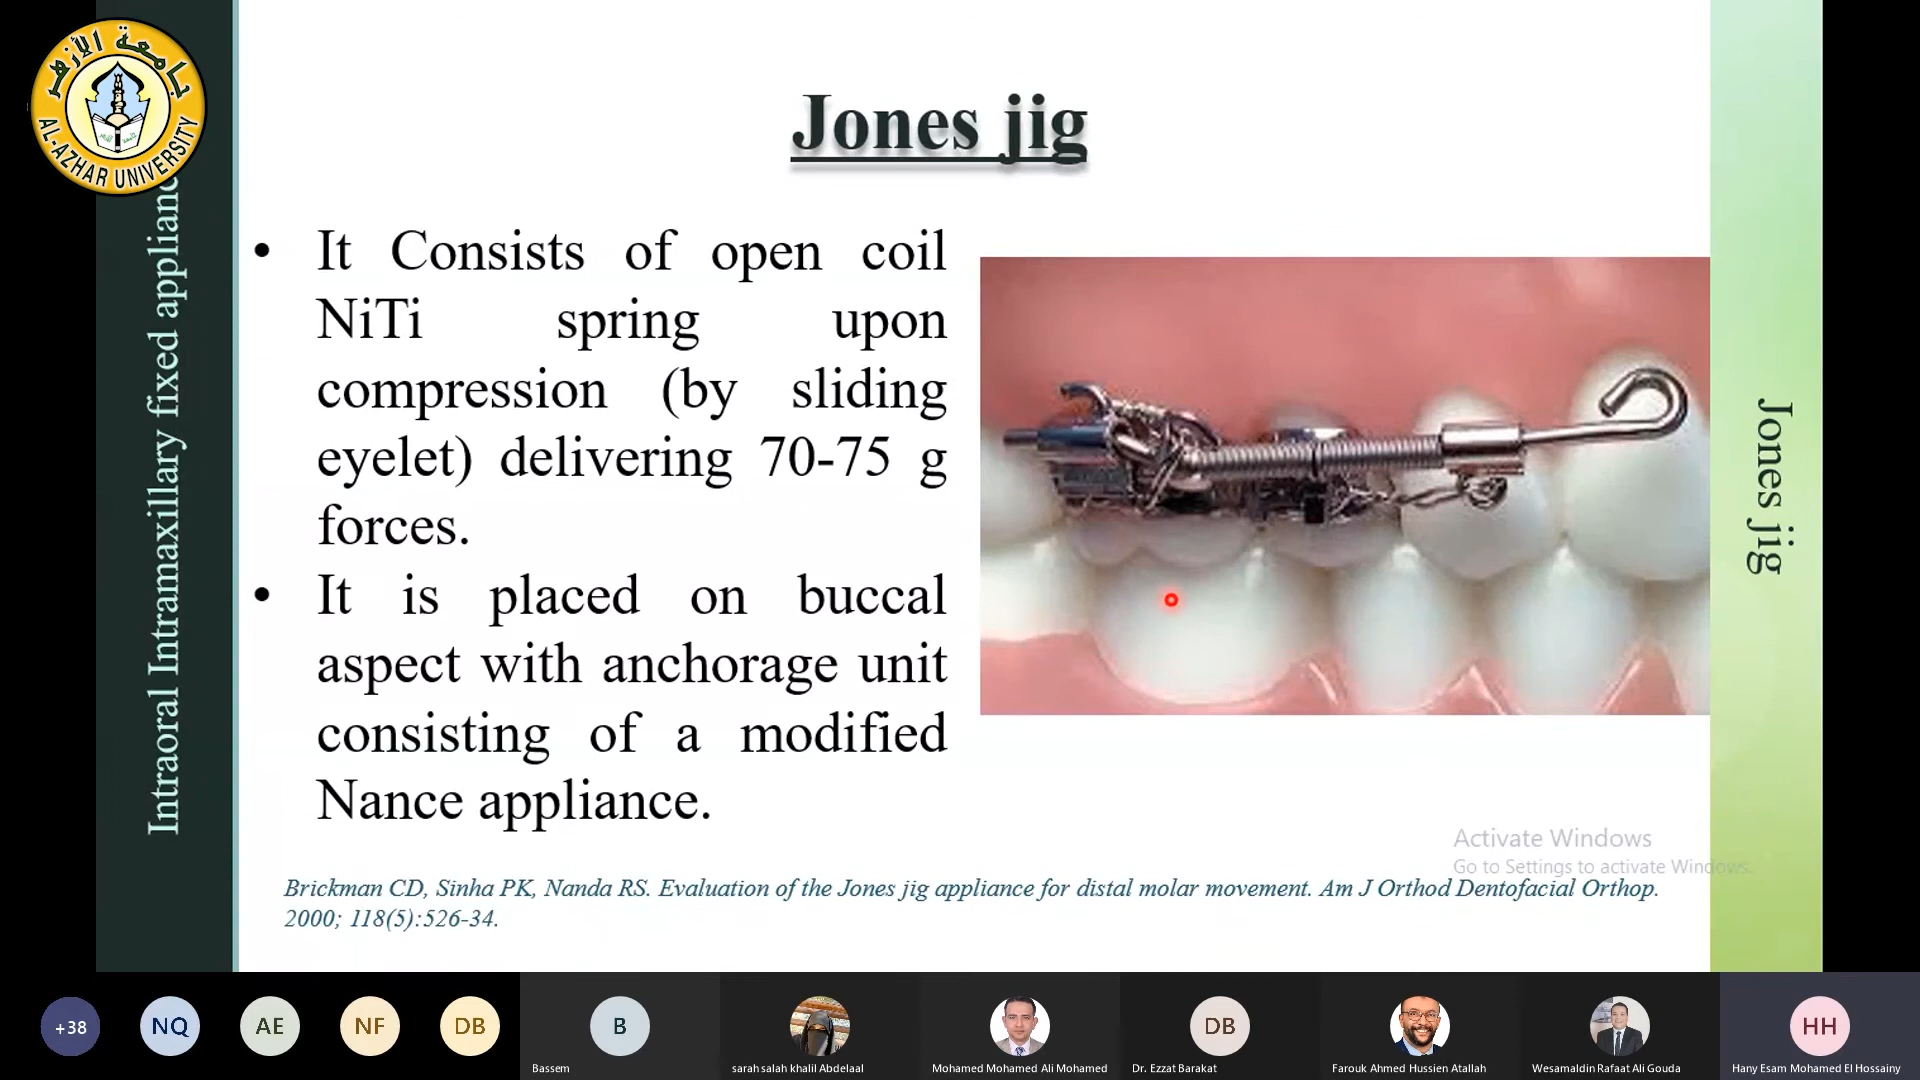 جامعة الأزهر
AL-AZHAR UNIVERSITY
Intraoral Intramaxillary fixed applianc
Jones jig
• It Consists of open coil
NiTi spring upon
compression (by sliding
eyelet) delivering 70-75 g
forces.
• It is placed on buccal
aspect with anchorage unit
consisting of a modified
Nance appliance.
Jones jig
Activate Windows
Go to Settings to activate Windows.
Brickman CD, Sinha PK, Nanda RS. Evaluation of the Jones jig appliance for distal molar movement. Am J Orthod Dentofacial Orthop.
2000; 118(5):526-34.
+38
NQ
AE
NF
DB
B
DB
HH
Bassem
sarah salah khalil Abdelaal
Mohamed Mohamed Ali Mohamed
Dr. Ezzat Barakat
Farouk Ahmed Hussien Atallah
Wesamaldin Rafaat Ali Gouda
Hany Esam Mohamed El Hossainy